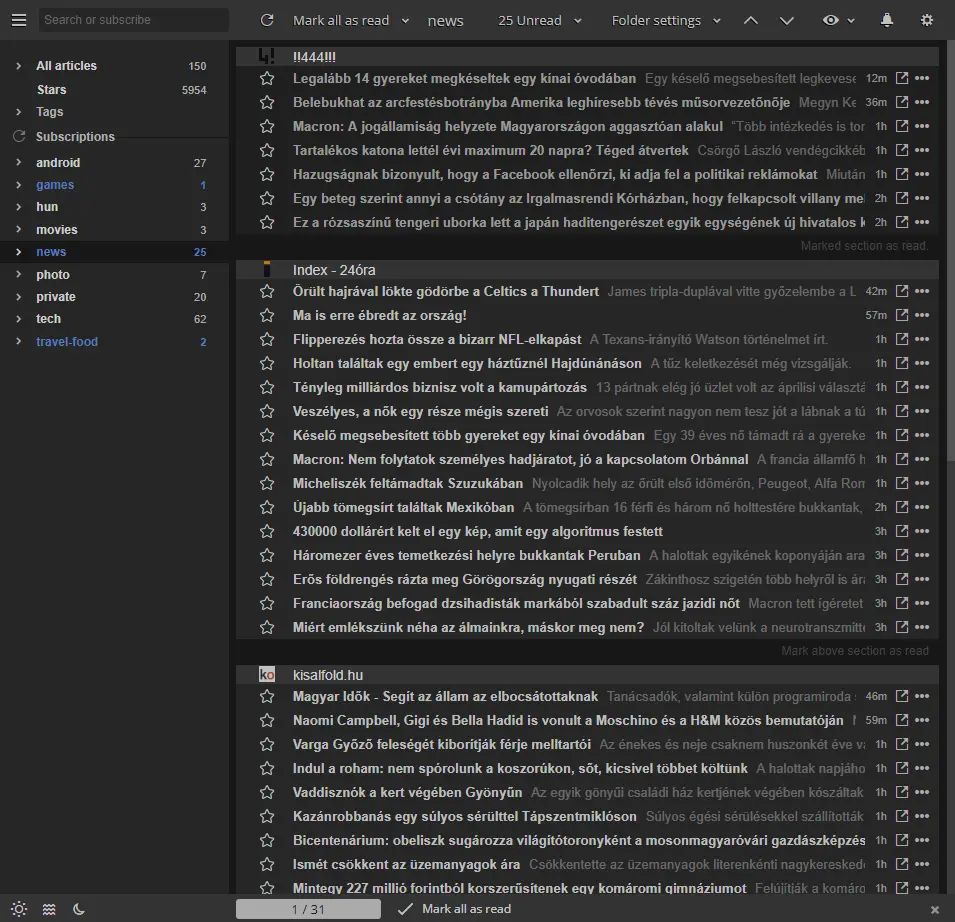 Search or subscribe
Mark all as read
news
25 Unread
Folder settings
All articles 150
Stars 5954
Tags
Subscriptions
android 27
games 1
hun 3
movies 3
news 25
photo 7
private 20
tech 62
travel-food 2
4! !!444!!!
Legalább 14 gyereket megkéseltek egy kínai óvodában Egy késelő megsebesített legkevese 12m
Belebukhat az arcfestésbotrányba Amerika leghíresebb tévés műsorvezetőnője Megyn Ke 36m
Macron: A jogállamiság helyzete Magyarországon aggasztóan alakul "Több intézkedés is tor 1h
Tartalékos katona lettél évi maximum 20 napra? Téged átvertek Csörgő László vendégcikkéb 1h
Hazugságnak bizonyult, hogy a Facebook ellenőrzi, ki adja fel a politikai reklámokat Miután 1h
Egy beteg szerint annyi a csótány az Irgalmasrendi Kórházban, hogy felkapcsolt villany me 2h
Ez a rózsaszínű tengeri uborka lett a japán haditengerészet egyik egységének új hivatalos k 2h
Marked section as read.
Index - 24óra
Őrült hajrával lökte gödörbe a Celtics a Thundert James tripla-duplával vitte győzelembe a L 42m
Ma is erre ébredt az ország! 57m
Flipperezés hozta össze a bizarr NFL-elkapást A Texans-irányító Watson történelmet írt. 1h
Holtan találtak egy embert egy háztűznél Hajdúnánáson A tűz keletkezését még vizsgálják. 1h
Tényleg milliárdos biznisz volt a kamupártozás 13 pártnak elég jó üzlet volt az áprilisi választá 1h
Veszélyes, a nők egy része mégis szereti Az orvosok szerint nagyon nem tesz jót a lábnak a tű 1h
Késelő megsebesített több gyereket egy kínai óvodában Egy 39 éves nő támadt rá a gyereke 1h
Macron: Nem folytatok személyes hadjáratot, jó a kapcsolatom Orbánnal A francia államfő h 1h
Micheliszék feltámadtak Szuzukában Nyolcadik hely az őrült első időmérőn, Peugeot, Alfa Rom 1h
Újabb tömegsírt találtak Mexikóban A tömegsírban 16 férfi és három nő holttestére bukkantak, 2h
430000 dollárért kelt el egy kép, amit egy algoritmus festett 3h
Háromezer éves temetkezési helyre bukkantak Peruban A halottak egyikének koponyáján ara 3h
Erős földrengés rázta meg Görögország nyugati részét Zákinthosz szigetén több helyről is ára 3h
Franciaország befogad dzsihadisták markából szabadult száz jazidi nőt Macron tett ígéretet 3h
Miért emlékszünk néha az álmainkra, máskor meg nem? Jól kitoltak velünk a neurotranszmitte 3h
Mark above section as read
ko kisalfold.hu
Magyar Idők - Segít az állam az elbocsátottaknak Tanácsadók, valamint külön programiroda 46m
Naomi Campbell, Gigi és Bella Hadid is vonult a Moschino és a H&M közös bemutatóján 59m
Varga Győző feleségét kiborítják férje melltartói Az énekes és neje csaknem huszonkét éve va 1h
Indul a roham: nem spórolunk a koszorúkon, sőt, kicsivel többet költünk A halottak napjáho 1h
Vaddisznók a kert végében Gyönyűn Az egyik gönyűi családi ház kertjének végében kószáltak 1h
Kazánrobbanás egy súlyos sérülttel Tápszentmiklóson Súlyos égési sérülésekkel szállították 1h
Bicentenárium: obeliszk sugározza világítótoronyként a mosonmagyaróvári gazdászképzés 1h
Ismét csökkent az üzemanyagok ára Csökkentette az üzemanyagok literenkénti nagykereskede 1h
Mintegy 227 millió forintból korszerűsítenek egy komáromi gimnáziumot Felújítják a komáro 1h
1 / 31
Mark all as read